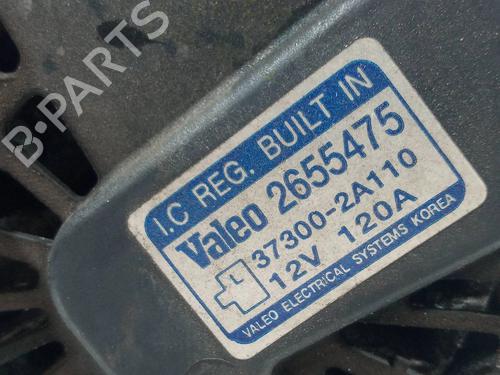 B-PARTS
I.C REG. BUILT IN
Valeo 2655475
37300-2A110
12V 120A
VALEO ELECTRICAL SYSTEMS KOREA